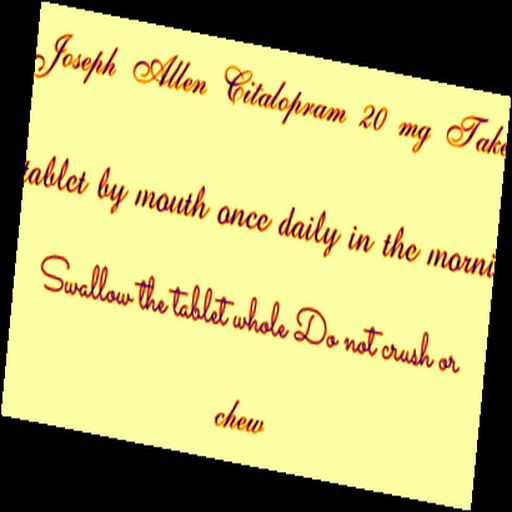 Joseph Allen Citalopram 20 mg Take
tablet by mouth once daily in the morni
Swallow the tablet whole Do not crush or
chew